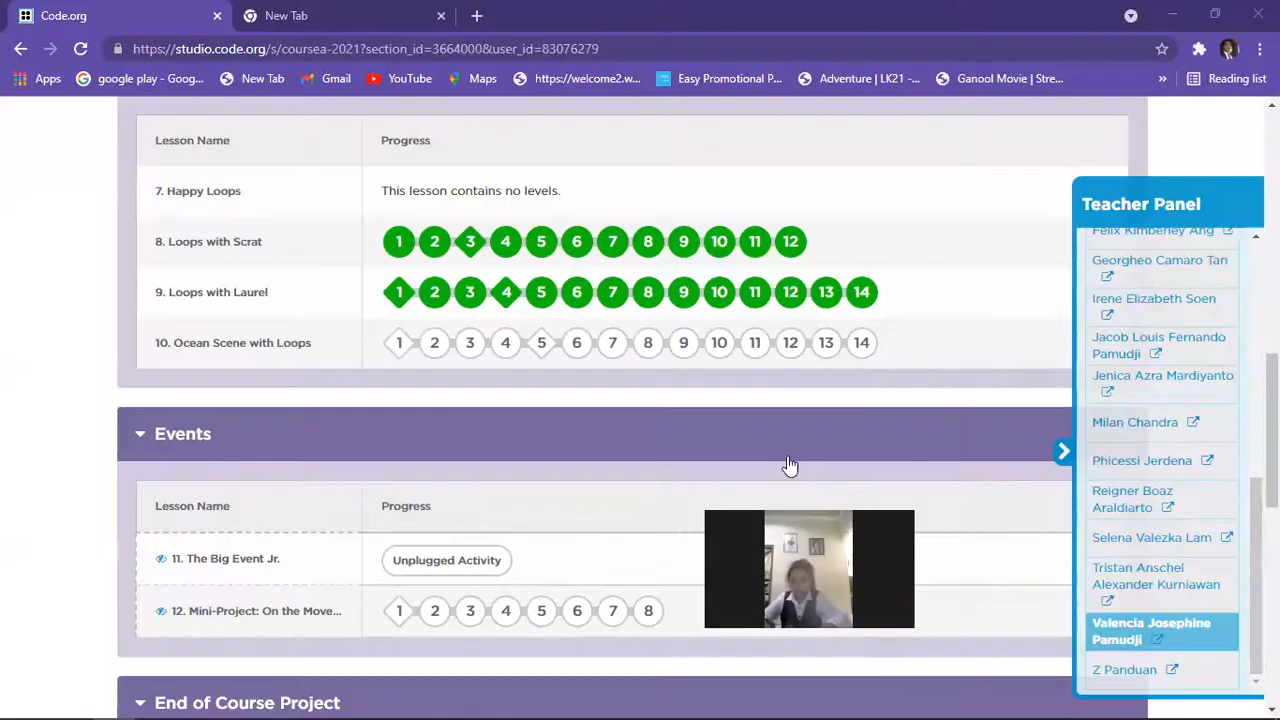 Code.org
New Tab
https://studio.code.org/s/coursea-2021?section_id=3664000&user_id=83076279
Apps
google play - Goog...
New Tab
Gmail
YouTube
Maps
https://welcome2.w...
Easy Promotional P...
Adventure | LK21 -...
Ganool Movie | Stre...
»
Reading list
Lesson Name
Progress
7. Happy Loops
This lesson contains no levels.
8. Loops with Scrat
1 2 3 4 5 6 7 8 9 10 11 12
9. Loops with Laurel
1 2 3 4 5 6 7 8 9 10 11 12 13 14
10. Ocean Scene with Loops
1 2 3 4 5 6 7 8 9 10 11 12 13 14
Events
Lesson Name
Progress
11. The Big Event Jr.
Unplugged Activity
12. Mini-Project: On the Move...
1 2 3 4 5 6 7 8
End of Course Project
Teacher Panel
Felix Kimberley Ang
Georgheo Camaro Tan
Irene Elizabeth Soen
Jacob Louis Fernando
Pamudji
Jenica Azra Mardiyanto
Milan Chandra
Phicessi Jerdena
Reigner Boaz
Araldiarto
Selena Valezka Lam
Tristan Anschel
Alexander Kurniawan
Valencia Josephine
Pamudji
Z Panduan